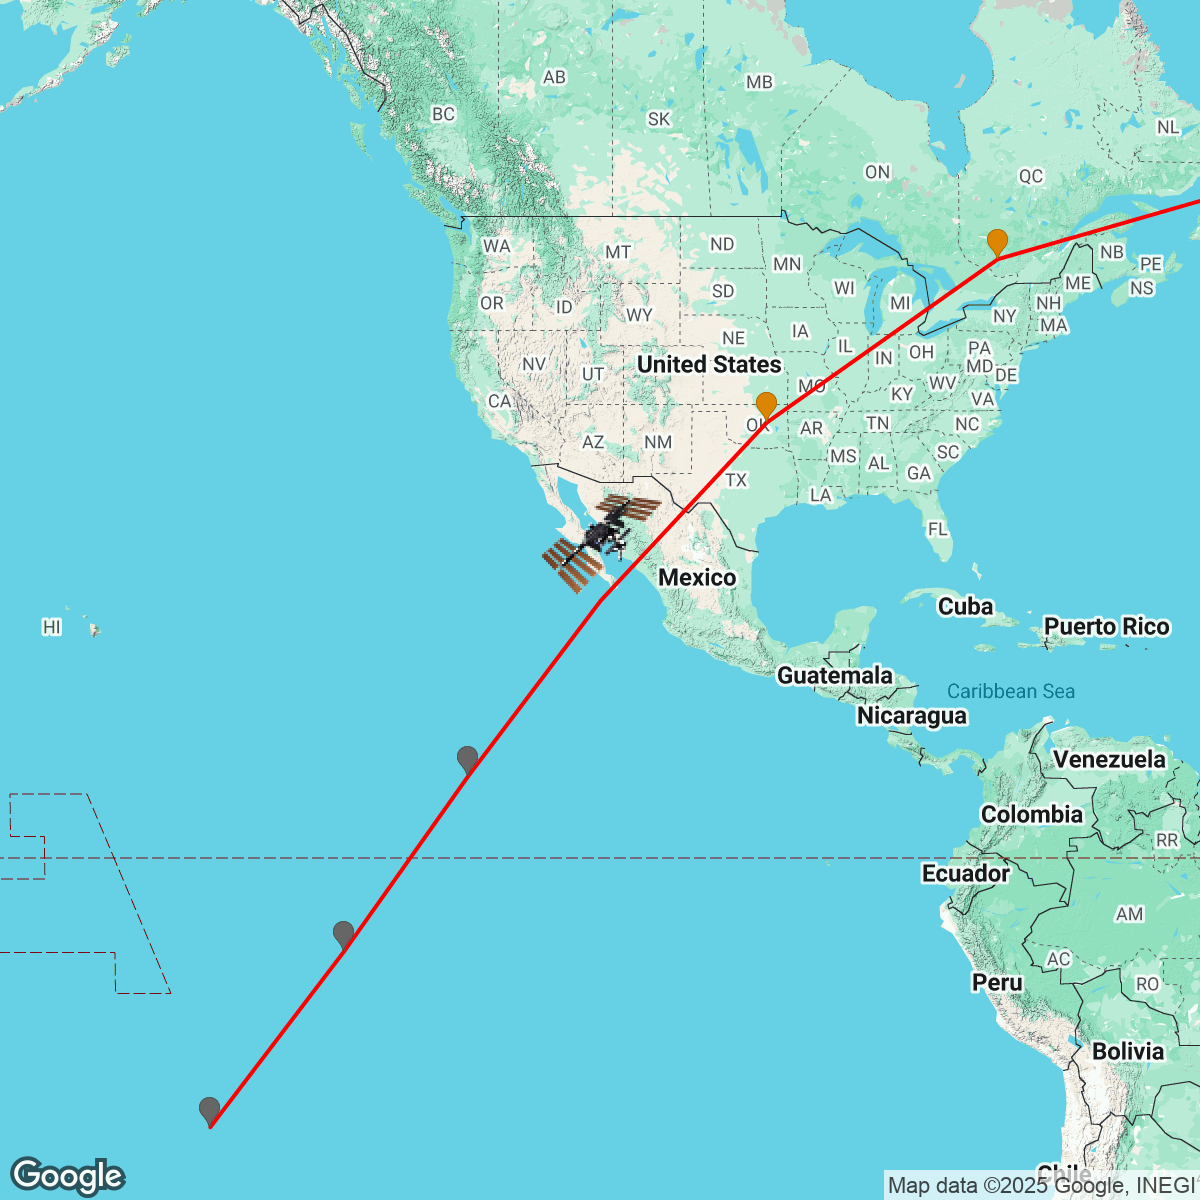 AB
MB
BC
SK
NL
ON
QC
WA
MT
ND
MN
NB
PE
ME
NS
OR
ID
SD
WI
MI
NH
WY
NY
MA
IA
NE
IL
IN
OH
PA
NV
UT
United States
MD
DE
MO
KY
WV
CA
VA
OK
AR
TN
NC
AZ
NM
MS
AL
SC
GA
TX
LA
FL
Mexico
HI
Cuba
Puerto Rico
Guatemala
Caribbean Sea
Nicaragua
Venezuela
Colombia
RR
Ecuador
AM
AC
Peru
RO
Bolivia
Chile
Google
Map data ©2025 Google, INEGI